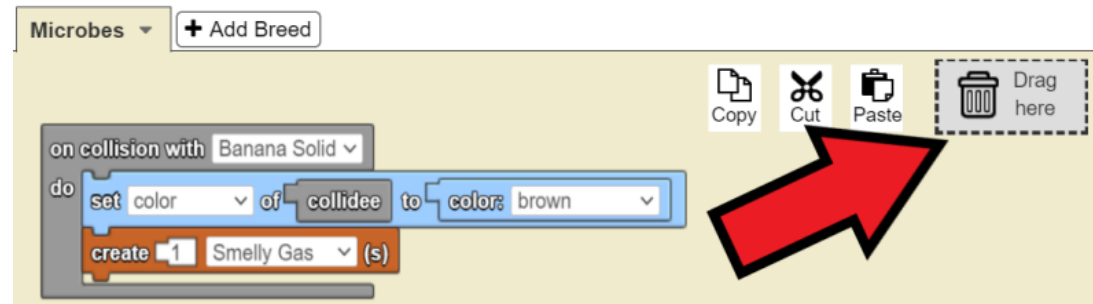 Microbes
+ Add Breed
Copy
Cut
Paste
Drag
here
on collision with Banana Solid
do
set color of collidee to color: brown
create 1 Smelly Gas (s)